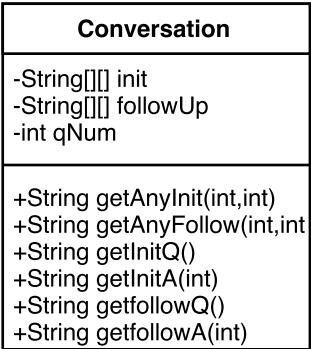 Conversation
-String[][] init
-String[][] followUp
-int qNum
+String getAnyInit(int,int)
+String getAnyFollow(int,int
+String getInitQ()
+String getInitA(int)
+String getfollowQ()
+String getfollowA(int)